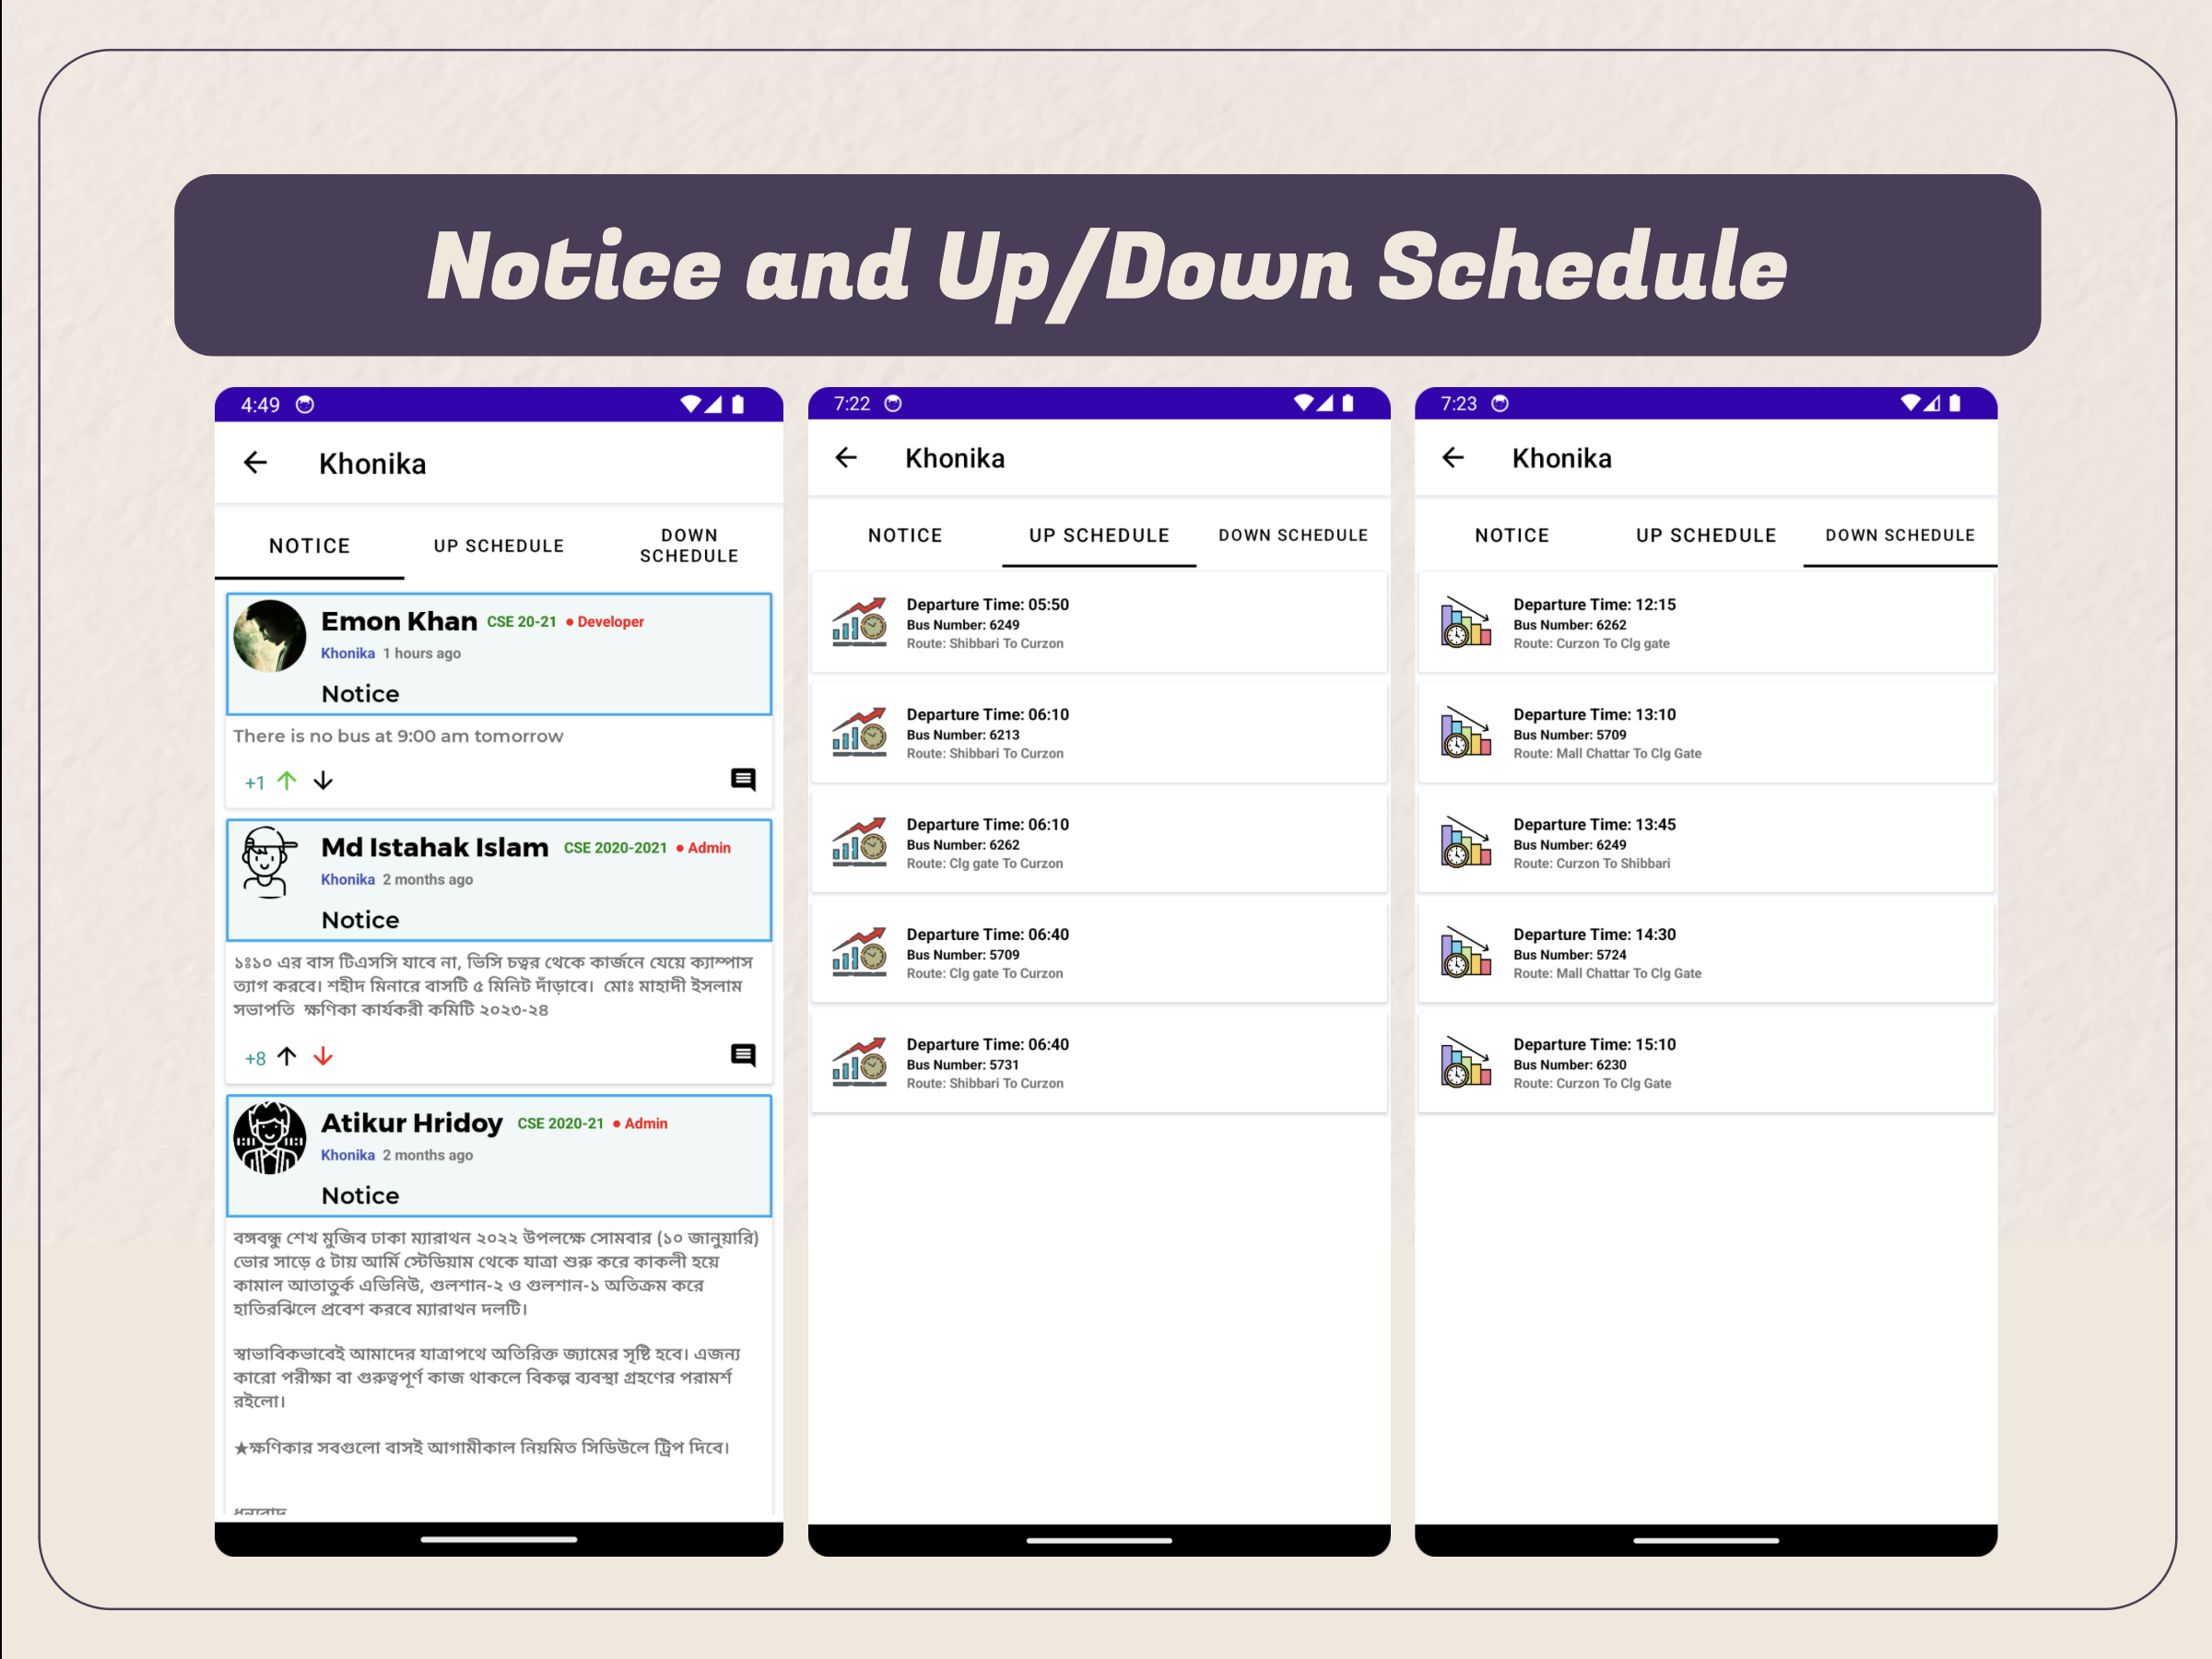 Notice and Up/Down Schedule
4:49
Khonika
NOTICE
UP SCHEDULE
DOWN
SCHEDULE
Emon Khan CSE 20-21 ● Developer
Khonika 1 hours ago
Notice
There is no bus at 9:00 am tomorrow
+1
Md Istahak Islam CSE 2020-2021 ● Admin
Khonika 2 months ago
Notice
১ঃ১০ এর বাস টিএসসি যাবে না, ভিসি চত্বর থেকে কার্জনে যেয়ে ক্যাম্পাস
ত্যাগ করবে। শহীদ মিনারে বাসটি ৫ মিনিট দাঁড়াবে। মোঃ মাহাদী ইসলাম
সভাপতি ক্ষণিকা কার্যকরী কমিটি ২০২৩-২৪
+8
Atikur Hridoy CSE 2020-21 ● Admin
Khonika 2 months ago
Notice
বঙ্গবন্ধু শেখ মুজিব ঢাকা ম্যারাথন ২০২২ উপলক্ষে সোমবার (১০ জানুয়ারি)
ভোর সাড়ে ৫ টায় আর্মি স্টেডিয়াম থেকে যাত্রা শুরু করে কাকলী হয়ে
কামাল আতাতুর্ক এভিনিউ, গুলশান-২ ও গুলশান-১ অতিক্রম করে
হাতিরঝিলে প্রবেশ করবে ম্যারাথন দলটি।
স্বাভাবিকভাবেই আমাদের যাত্রাপথে অতিরিক্ত জ্যামের সৃষ্টি হবে। এজন্য
কারো পরীক্ষা বা গুরুত্বপূর্ণ কাজ থাকলে বিকল্প ব্যবস্থা গ্রহণের পরামর্শ
রইলো।
★ক্ষণিকার সবগুলো বাসই আগামীকাল নিয়মিত সিডিউলে ট্রিপ দিবে।
7:22
Khonika
NOTICE
UP SCHEDULE
DOWN SCHEDULE
Departure Time: 05:50
Bus Number: 6249
Route: Shibbari To Curzon
Departure Time: 06:10
Bus Number: 6213
Route: Shibbari To Curzon
Departure Time: 06:10
Bus Number: 6262
Route: Clg gate To Curzon
Departure Time: 06:40
Bus Number: 5709
Route: Clg gate To Curzon
Departure Time: 06:40
Bus Number: 5731
Route: Shibbari To Curzon
7:23
Khonika
NOTICE
UP SCHEDULE
DOWN SCHEDULE
Departure Time: 12:15
Bus Number: 6262
Route: Curzon To Clg gate
Departure Time: 13:10
Bus Number: 5709
Route: Mall Chattar To Clg Gate
Departure Time: 13:45
Bus Number: 6249
Route: Curzon To Shibbari
Departure Time: 14:30
Bus Number: 5724
Route: Mall Chattar To Clg Gate
Departure Time: 15:10
Bus Number: 6230
Route: Curzon To Clg Gate